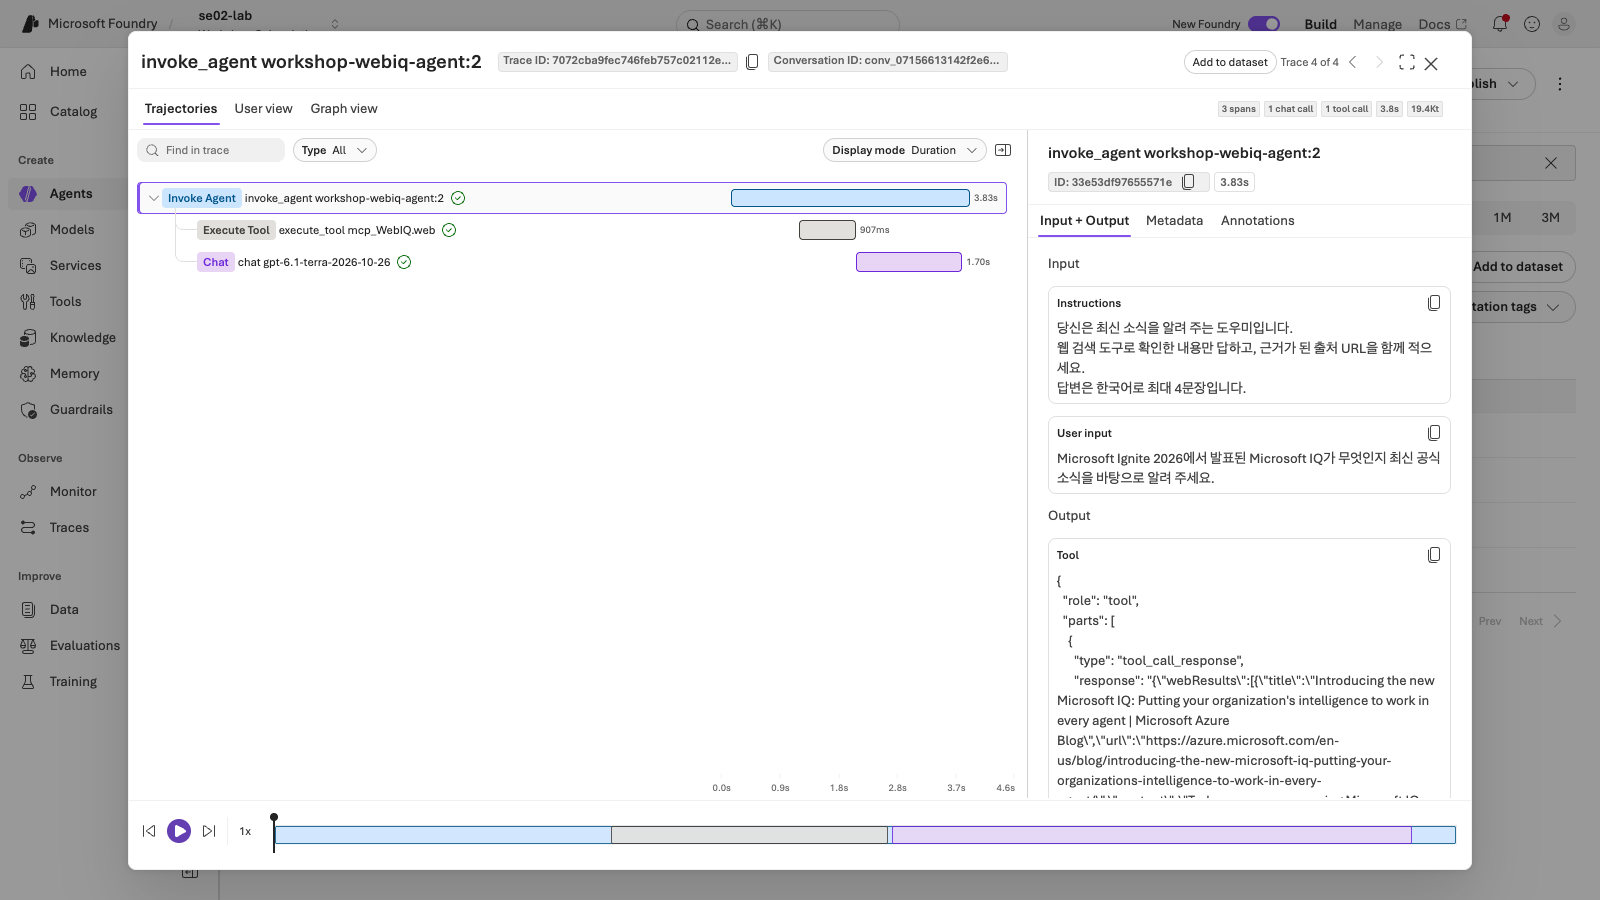 Microsoft Foundry
/
se02-lab
Search (⌘K)
New Foundry
Build
Manage
Docs
Home
Catalog
Create
Agents
Models
Services
Tools
Knowledge
Memory
Guardrails
Observe
Monitor
Traces
Improve
Data
Evaluations
Training
invoke_agent workshop-webiq-agent:2
Trace ID: 7072cba9fec746feb757c02112e...
Conversation ID: conv_07156613142f2e6...
Add to dataset
Trace 4 of 4
Trajectories
User view
Graph view
3 spans
1 chat call
1 tool call
3.8s
19.4Kt
Find in trace
Type All
Display mode Duration
Invoke Agent invoke_agent workshop-webiq-agent:2
3.83s
Execute Tool execute_tool mcp_WebIQ.web
907ms
Chat chat gpt-6.1-terra-2026-10-26
1.70s
0.0s
0.9s
1.8s
2.8s
3.7s
4.6s
1x
invoke_agent workshop-webiq-agent:2
ID: 33e53df97655571e
3.83s
Input + Output
Metadata
Annotations
Input
Instructions
당신은 최신 소식을 알려 주는 도우미입니다.
웹 검색 도구로 확인한 내용만 답하고, 근거가 된 출처 URL을 함께 적으
세요.
답변은 한국어로 최대 4문장입니다.
User input
Microsoft Ignite 2026에서 발표된 Microsoft IQ가 무엇인지 최신 공식
소식을 바탕으로 알려 주세요.
Output
Tool
{
"role": "tool",
"parts": [
{
"type": "tool_call_response",
"response": "{\"webResults\":[{\"title\":\"Introducing the new
Microsoft IQ: Putting your organization's intelligence to work in
every agent | Microsoft Azure
Blog\",\"url\":\"https://azure.microsoft.com/en-
us/blog/introducing-the-new-microsoft-iq-putting-your-
organizations-intelligence-to-work-in-every-
lish
1M
3M
Add to dataset
tation tags
Prev
Next